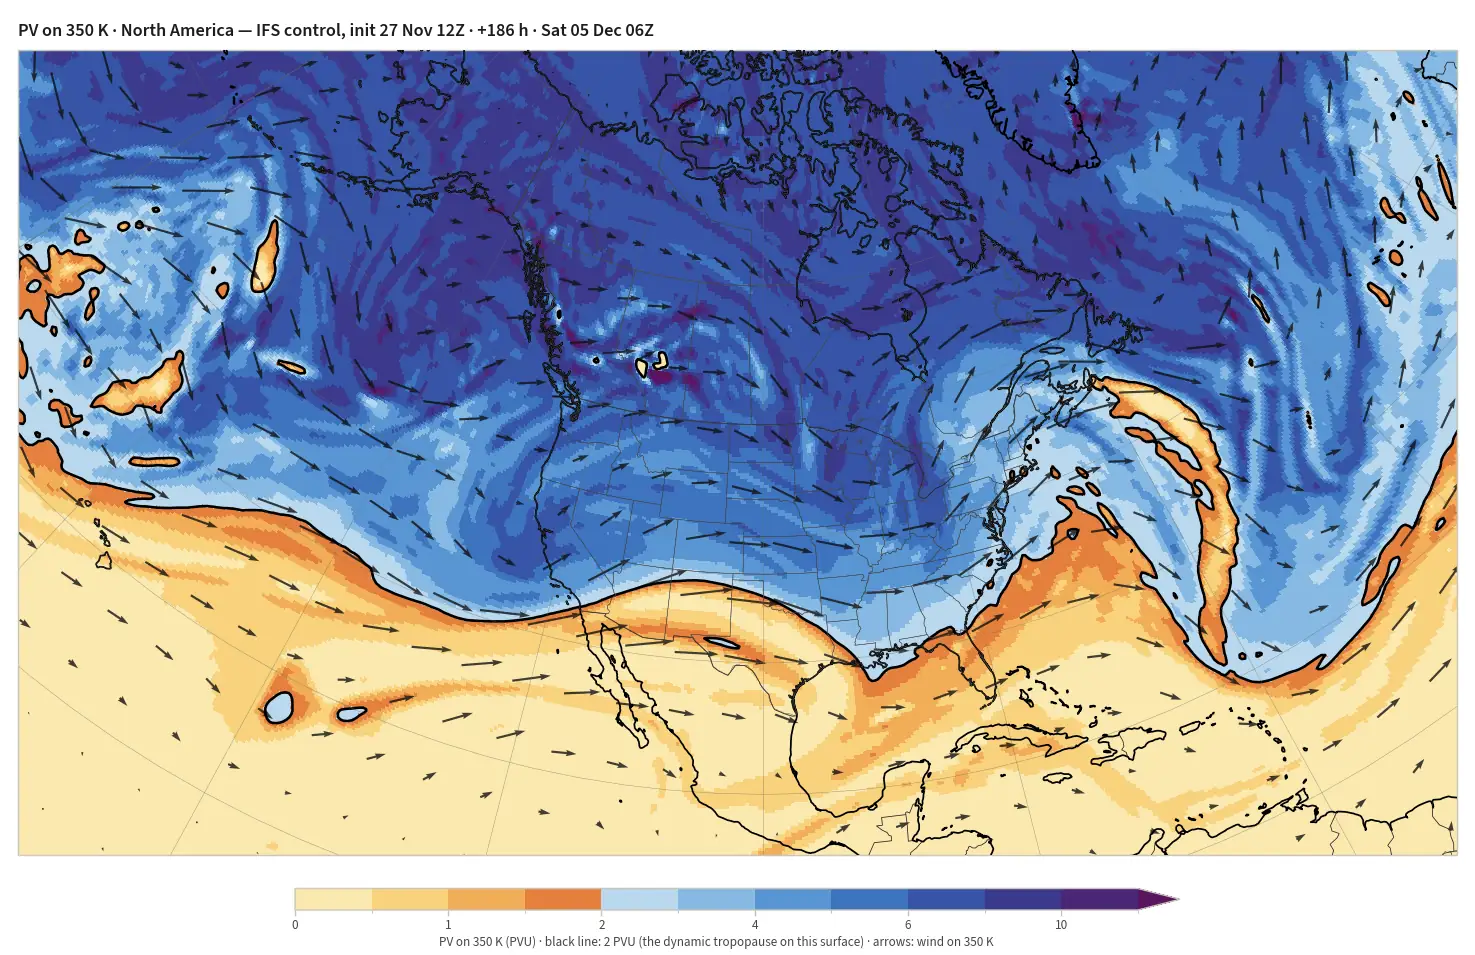 PV on 350 K · North America — IFS control, init 27 Nov 12Z · +186 h · Sat 05 Dec 06Z
0 1 2 4 6 10
PV on 350 K (PVU) · black line: 2 PVU (the dynamic tropopause on this surface) · arrows: wind on 350 K